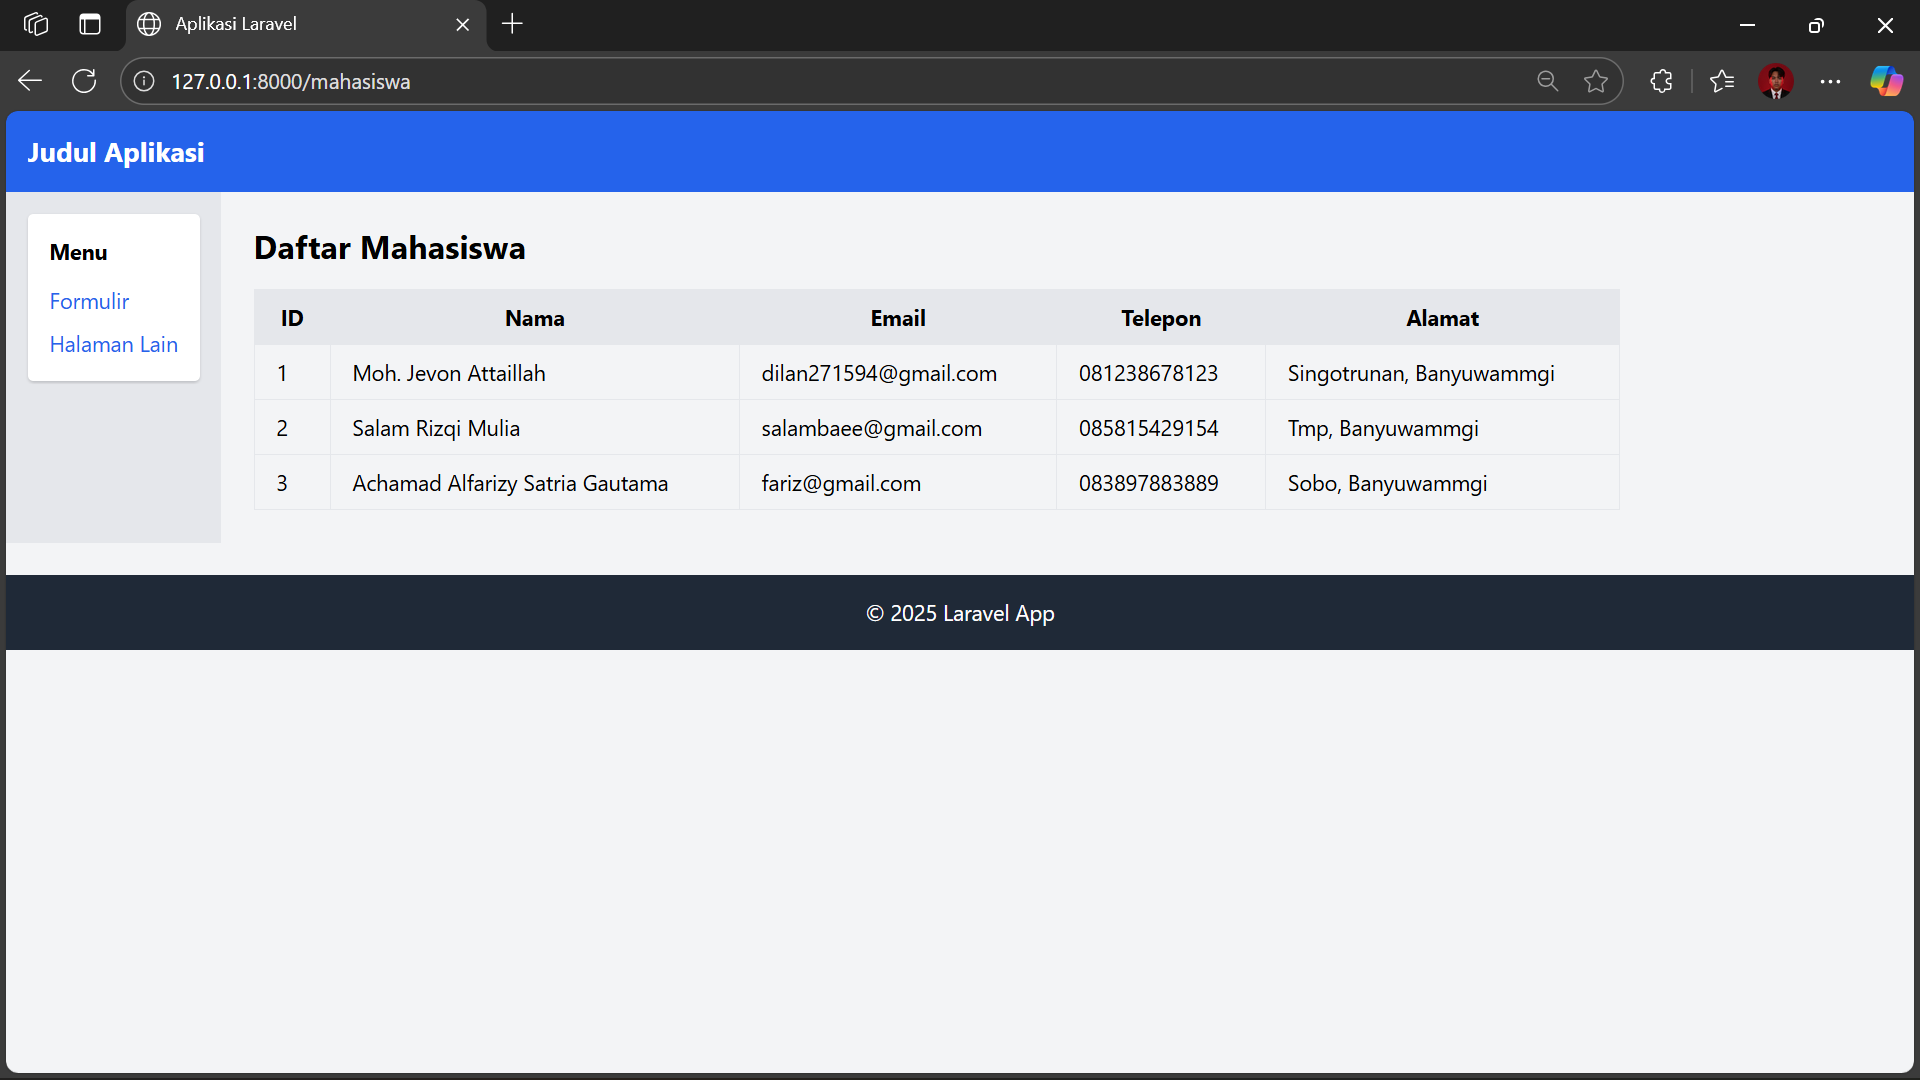 Aplikasi Laravel
127.0.0.1:8000/mahasiswa
Judul Aplikasi
Menu
Formulir
Halaman Lain
Daftar Mahasiswa
ID Nama Email Telepon Alamat
1 Moh. Jevon Attaillah dilan271594@gmail.com 081238678123 Singotrunan, Banyuwammgi
2 Salam Rizqi Mulia salambaee@gmail.com 085815429154 Tmp, Banyuwammgi
3 Achamad Alfarizy Satria Gautama fariz@gmail.com 083897883889 Sobo, Banyuwammgi
© 2025 Laravel App